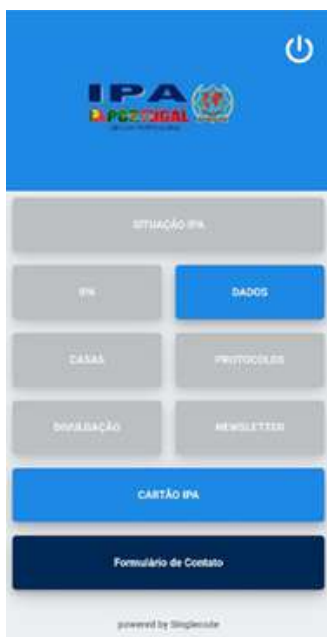 IPA
PORTUGAL
SITUAÇÃO IPA
IPA
DADOS
CASAS
PROTOCOLOS
DIVULGAÇÃO
NEWSLETTER
CARTÃO IPA
Formulário de Contato
powered by Singlecode